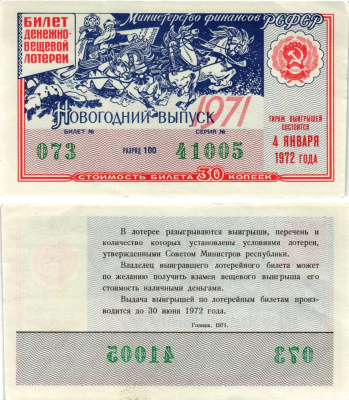 БИЛЕТ
ДЕНЕЖНО-
ВЕЩЕВОЙ
ЛОТЕРЕИ
Министерство финансов РСФСР
НОВОГОДНИЙ ВЫПУСК
1971
БИЛЕТ №
СЕРИЯ №
073
РАЗРЯД 100
41005
ТИРАЖ ВЫИГРЫШЕЙ
СОСТОИТСЯ
4 ЯНВАРЯ
1972 ГОДА
СТОИМОСТЬ БИЛЕТА 30 КОПЕЕК
В лотерее разыгрываются выигрыши, перечень и
количество которых установлены условиями лотереи,
утвержденными Советом Министров республики.
Владелец выигравшего лотерейного билета может
по желанию получить взамен вещевого выигрыша его
стоимость наличными деньгами.
Выдача выигрышей по лотерейным билетам произ-
водится до 30 июня 1972 года.
Гознак. 1971.
41005
073